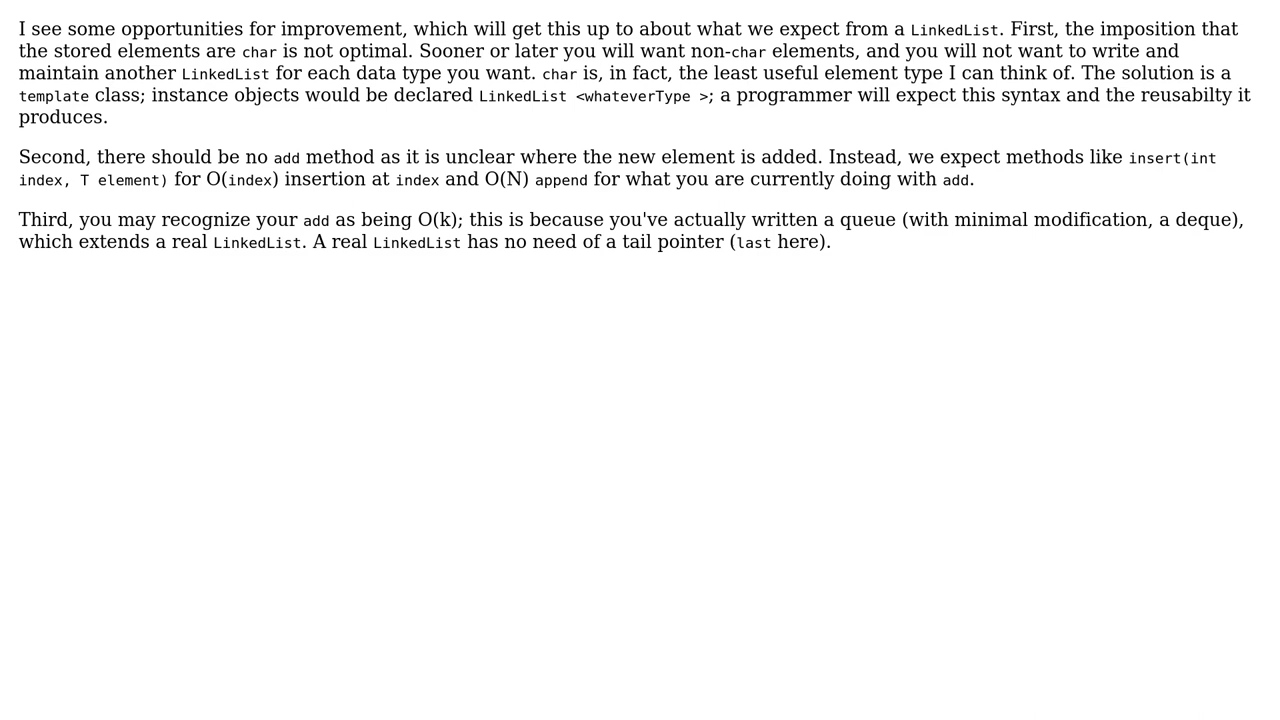 I see some opportunities for improvement, which will get this up to about what we expect from a LinkedList. First, the imposition that
the stored elements are char is not optimal. Sooner or later you will want non-char elements, and you will not want to write and
maintain another LinkedList for each data type you want. char is, in fact, the least useful element type I can think of. The solution is a
template class; instance objects would be declared LinkedList <whateverType >; a programmer will expect this syntax and the reusabilty it
produces.
Second, there should be no add method as it is unclear where the new element is added. Instead, we expect methods like insert(int
index, T element) for O(index) insertion at index and O(N) append for what you are currently doing with add.
Third, you may recognize your add as being O(k); this is because you've actually written a queue (with minimal modification, a deque),
which extends a real LinkedList. A real LinkedList has no need of a tail pointer (last here).